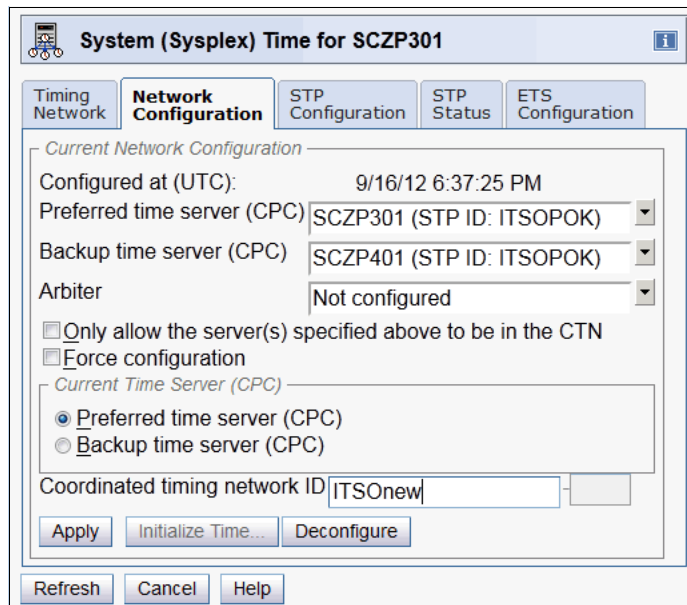 System (Sysplex) Time for SCZP301
i
Timing Network
Network Configuration
STP Configuration
STP Status
ETS Configuration
Current Network Configuration
Configured at (UTC): 9/16/12 6:37:25 PM
Preferred time server (CPC) SCZP301 (STP ID: ITSOPOK)
Backup time server (CPC) SCZP401 (STP ID: ITSOPOK)
Arbiter Not configured
Only allow the server(s) specified above to be in the CTN
Force configuration
Current Time Server (CPC)
Preferred time server (CPC)
Backup time server (CPC)
Coordinated timing network ID ITSOnew -
Apply Initialize Time... Deconfigure
Refresh Cancel Help